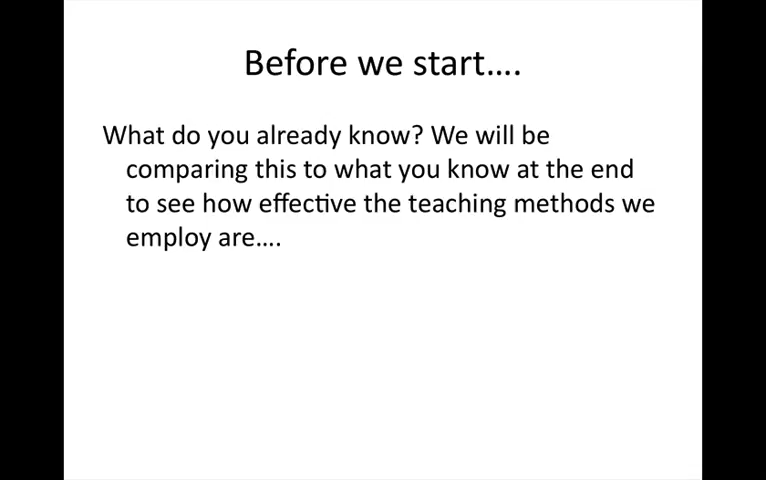 Before we start….
What do you already know? We will be
comparing this to what you know at the end
to see how effective the teaching methods we
employ are….